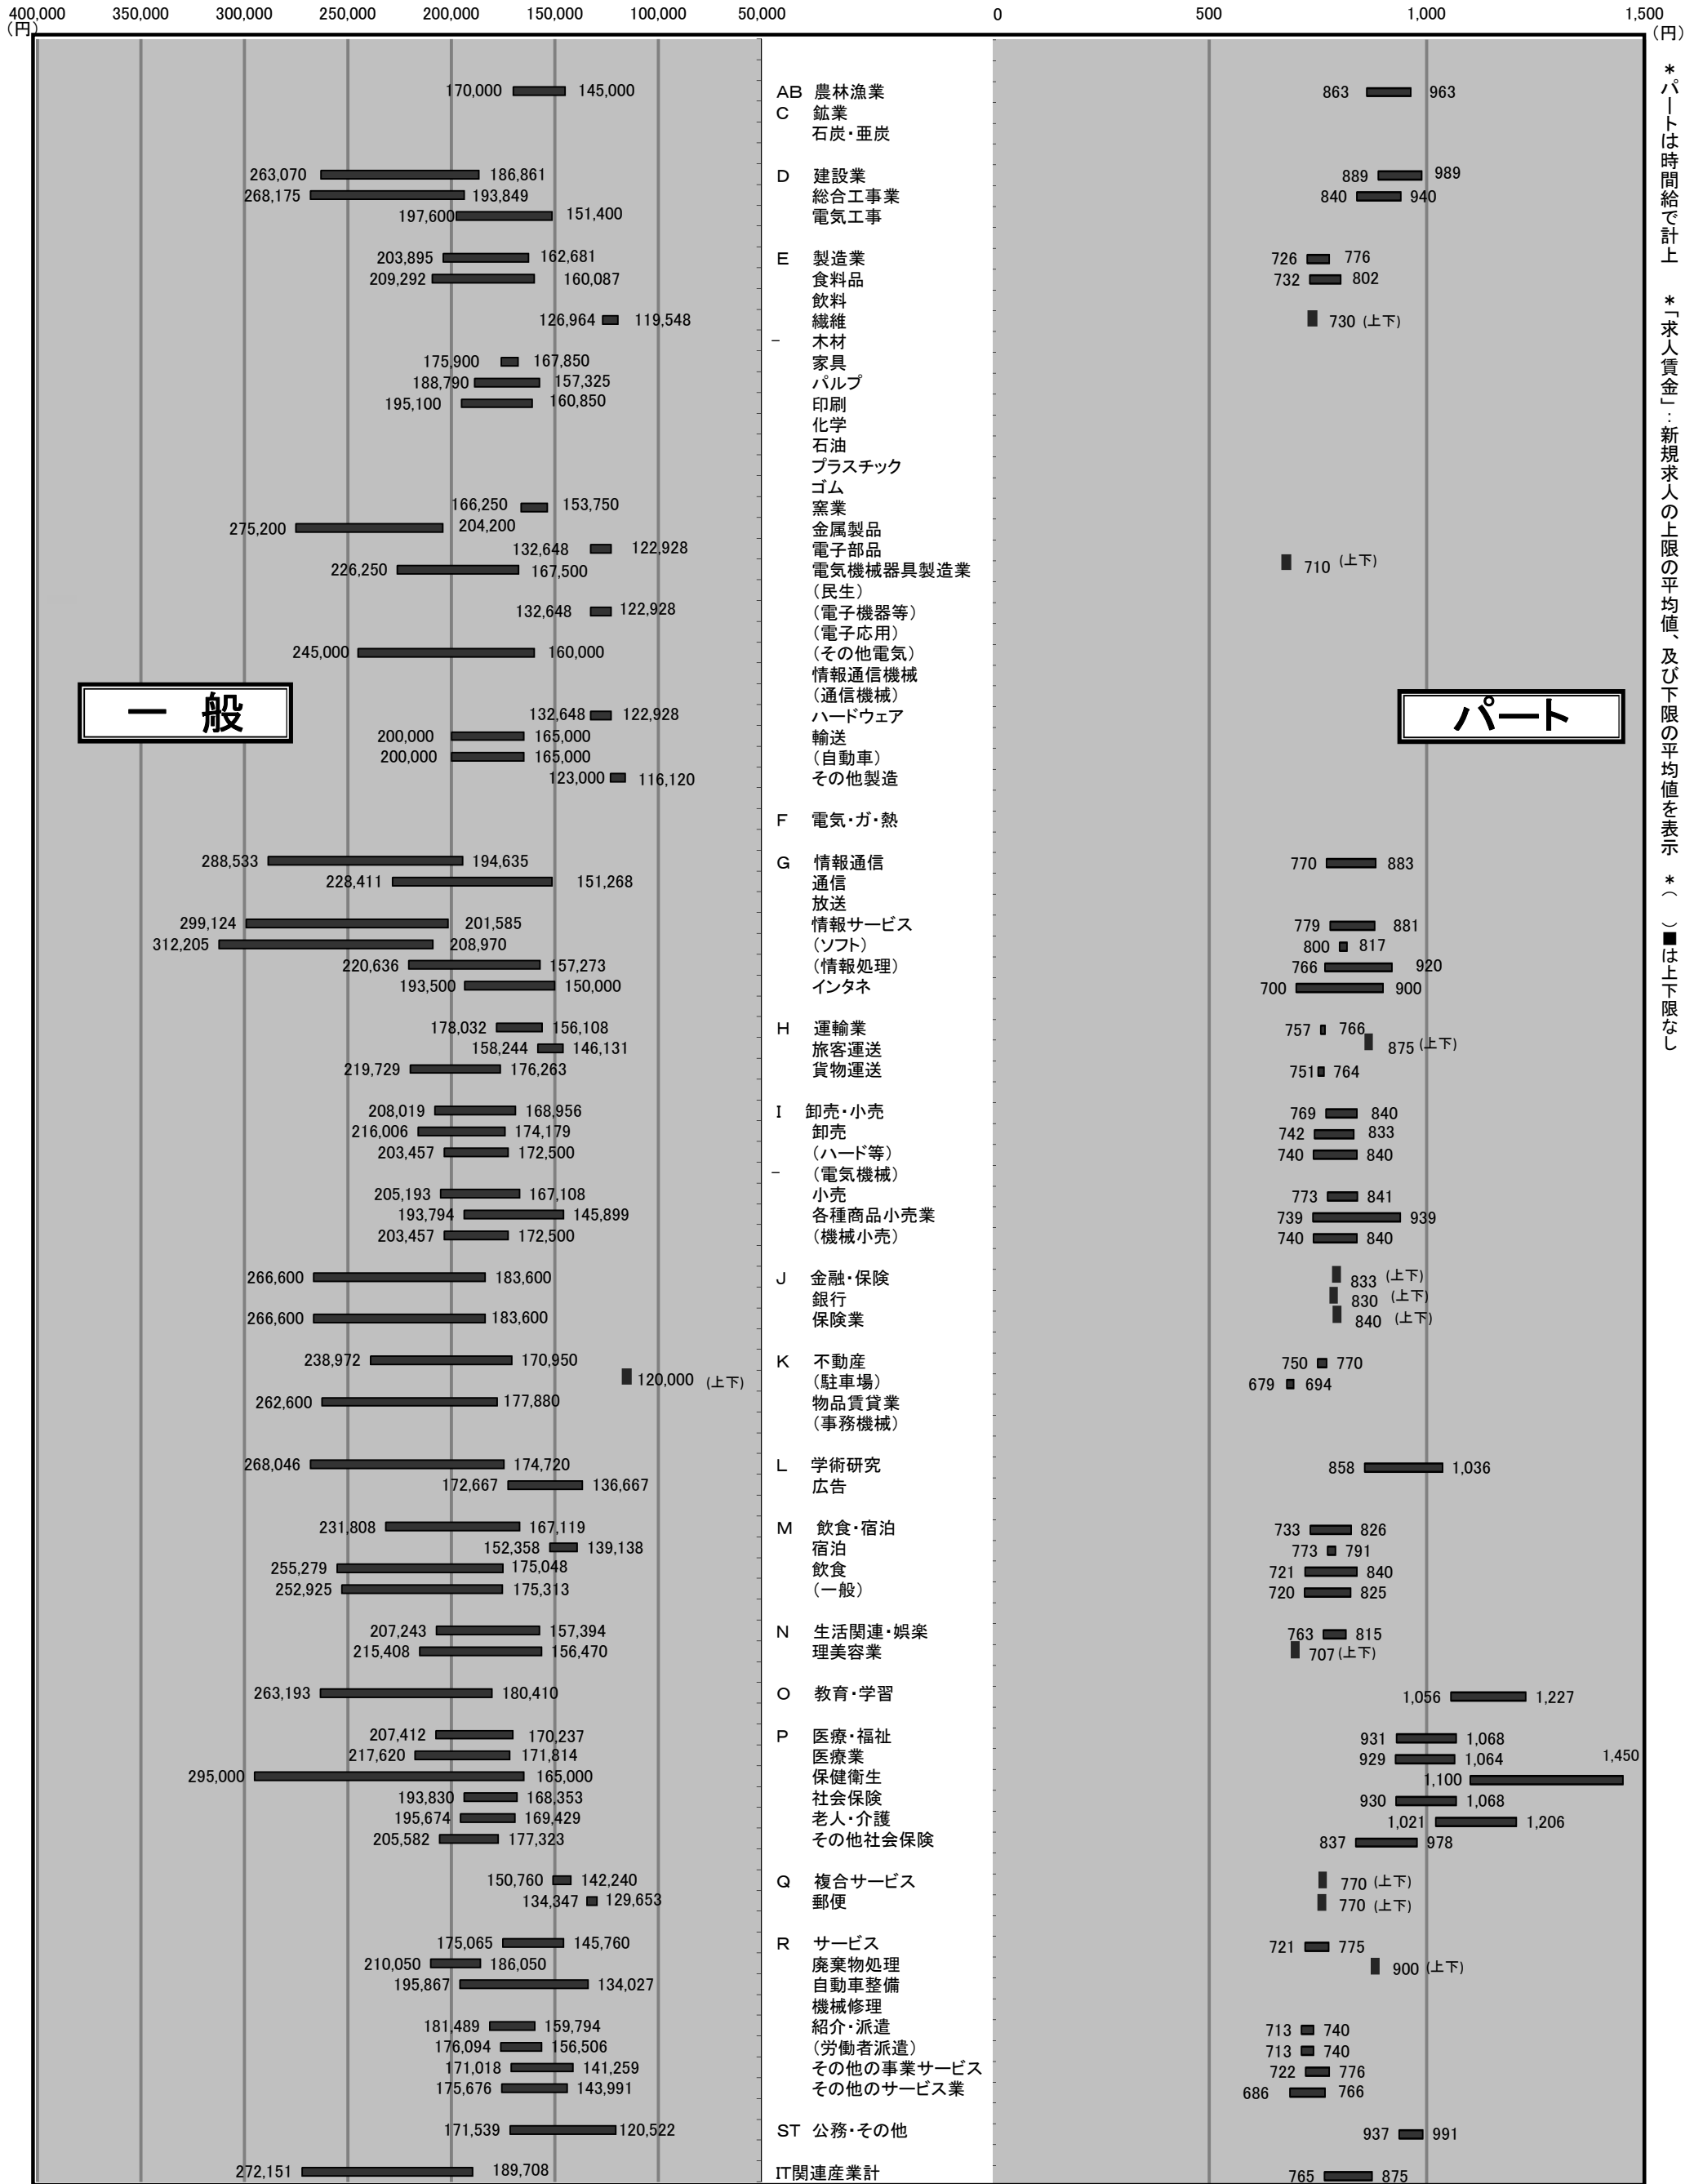 400,000 350,000 300,000 250,000 200,000 150,000 100,000 50,000 0 500 1,000 1,500
(円) (円)
170,000 145,000 AB 農林漁業 863 963
C 鉱業
石炭・亜炭
263,070 186,861 D 建設業 889 989
268,175 193,849 総合工事業 840 940
197,600 151,400 電気工事
203,895 162,681 E 製造業 726 776
209,292 160,087 食料品 732 802
飲料
126,964 119,548 繊維 730 (上下)
- 木材
175,900 167,850 家具
188,790 157,325 パルプ
195,100 160,850 印刷
化学
石油
プラスチック
ゴム
166,250 153,750 窯業
275,200 204,200 金属製品
132,648 122,928 電子部品
226,250 167,500 電気機械器具製造業 710 (上下)
(民生)
132,648 122,928 (電子機器等)
(電子応用)
245,000 160,000 (その他電気)
情報通信機械
(通信機械)
一 般 パート
132,648 122,928 ハードウェア
200,000 165,000 輸送
200,000 165,000 (自動車)
123,000 116,120 その他製造
F 電気・ガ・熱
288,533 194,635 G 情報通信 770 883
228,411 151,268 通信
放送
299,124 201,585 情報サービス 779 881
312,205 208,970 (ソフト) 800 817
220,636 157,273 (情報処理) 766 920
193,500 150,000 インタネ 700 900
178,032 156,108 H 運輸業 757 766
158,244 146,131 旅客運送 875 (上下)
219,729 176,263 貨物運送 751 764
208,019 168,956 I 卸売・小売 769 840
216,006 174,179 卸売 742 833
203,457 172,500 (ハード等) 740 840
- (電気機械)
205,193 167,108 小売 773 841
193,794 145,899 各種商品小売業 739 939
203,457 172,500 (機械小売) 740 840
266,600 183,600 J 金融・保険 833 (上下)
銀行 830 (上下)
266,600 183,600 保険業 840 (上下)
238,972 170,950 K 不動産 750 770
120,000 (上下) (駐車場) 679 694
262,600 177,880 物品賃貸業
(事務機械)
268,046 174,720 L 学術研究 858 1,036
172,667 136,667 広告
231,808 167,119 M 飲食・宿泊 733 826
152,358 139,138 宿泊 773 791
255,279 175,048 飲食 721 840
252,925 175,313 (一般) 720 825
207,243 157,394 N 生活関連・娯楽 763 815
215,408 156,470 理美容業 707 (上下)
263,193 180,410 O 教育・学習 1,056 1,227
207,412 170,237 P 医療・福祉 931 1,068
217,620 171,814 医療業 929 1,064
295,000 165,000 保健衛生 1,100 1,450
193,830 168,353 社会保険 930 1,068
195,674 169,429 老人・介護 1,021 1,206
205,582 177,323 その他社会保険 837 978
150,760 142,240 Q 複合サービス 770 (上下)
134,347 129,653 郵便 770 (上下)
175,065 145,760 R サービス 721 775
210,050 186,050 廃棄物処理 900 (上下)
195,867 134,027 自動車整備
機械修理
181,489 159,794 紹介・派遣 713 740
176,094 156,506 (労働者派遣) 713 740
171,018 141,259 その他の事業サービス 722 776
175,676 143,991 その他のサービス業 686 766
171,539 120,522 ST 公務・その他 937 991
272,151 189,708 IT関連産業計 765 875
*パートは時間給で計上 *「求人賃金」:新規求人の上限の平均値、及び下限の平均値を表示 *( )■は上下限なし